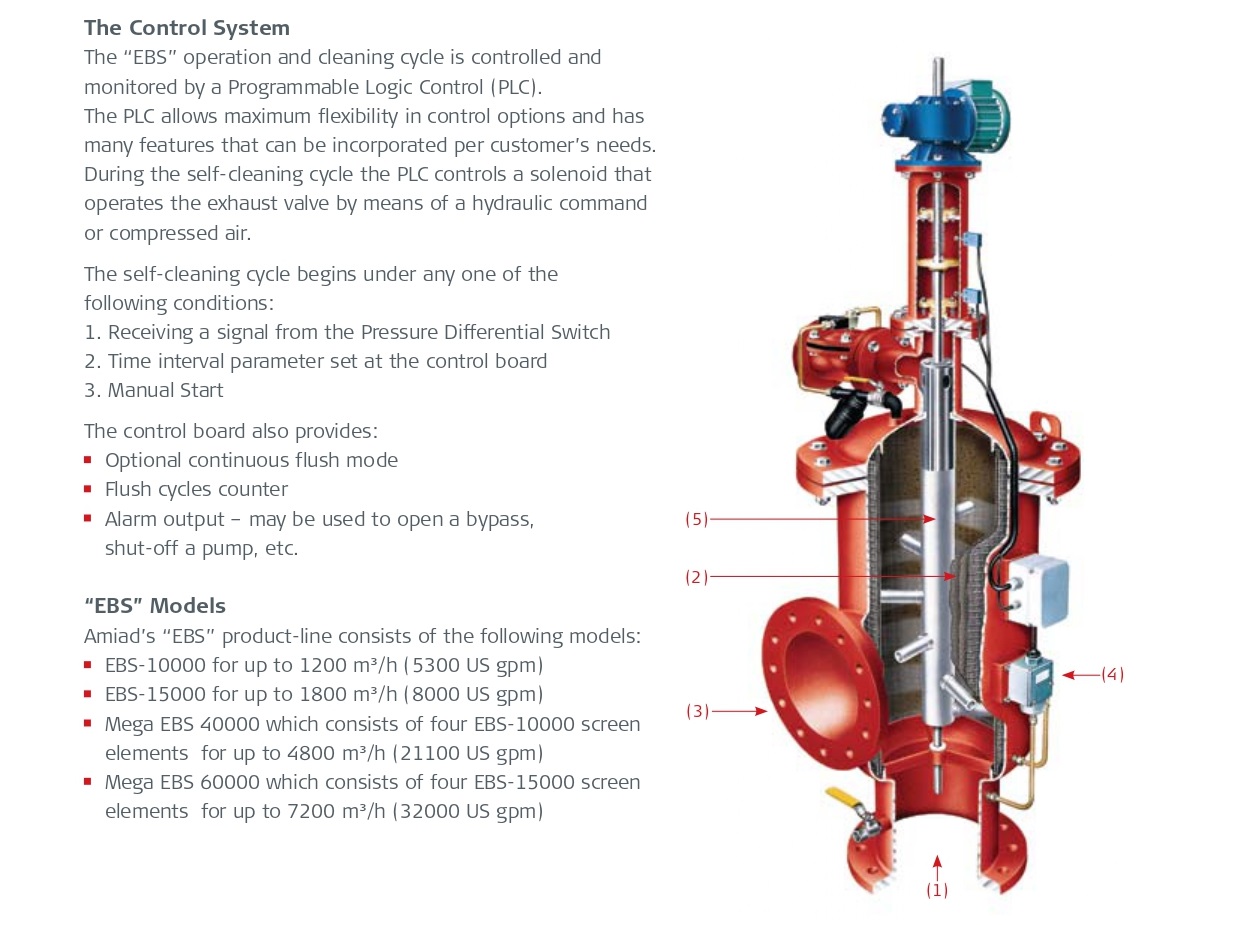 The Control System
The “EBS” operation and cleaning cycle is controlled and
monitored by a Programmable Logic Control (PLC).
The PLC allows maximum flexibility in control options and has
many features that can be incorporated per customer’s needs.
During the self-cleaning cycle the PLC controls a solenoid that
operates the exhaust valve by means of a hydraulic command
or compressed air.
The self-cleaning cycle begins under any one of the
following conditions:
1. Receiving a signal from the Pressure Differential Switch
2. Time interval parameter set at the control board
3. Manual Start
The control board also provides:
▪ Optional continuous flush mode
▪ Flush cycles counter
▪ Alarm output – may be used to open a bypass,
shut-off a pump, etc.
“EBS” Models
Amiad’s “EBS” product-line consists of the following models:
▪ EBS-10000 for up to 1200 m³/h (5300 US gpm)
▪ EBS-15000 for up to 1800 m³/h (8000 US gpm)
▪ Mega EBS 40000 which consists of four EBS-10000 screen
elements for up to 4800 m³/h (21100 US gpm)
▪ Mega EBS 60000 which consists of four EBS-15000 screen
elements for up to 7200 m³/h (32000 US gpm)
(5)
(2)
(4)
(3)
(1)